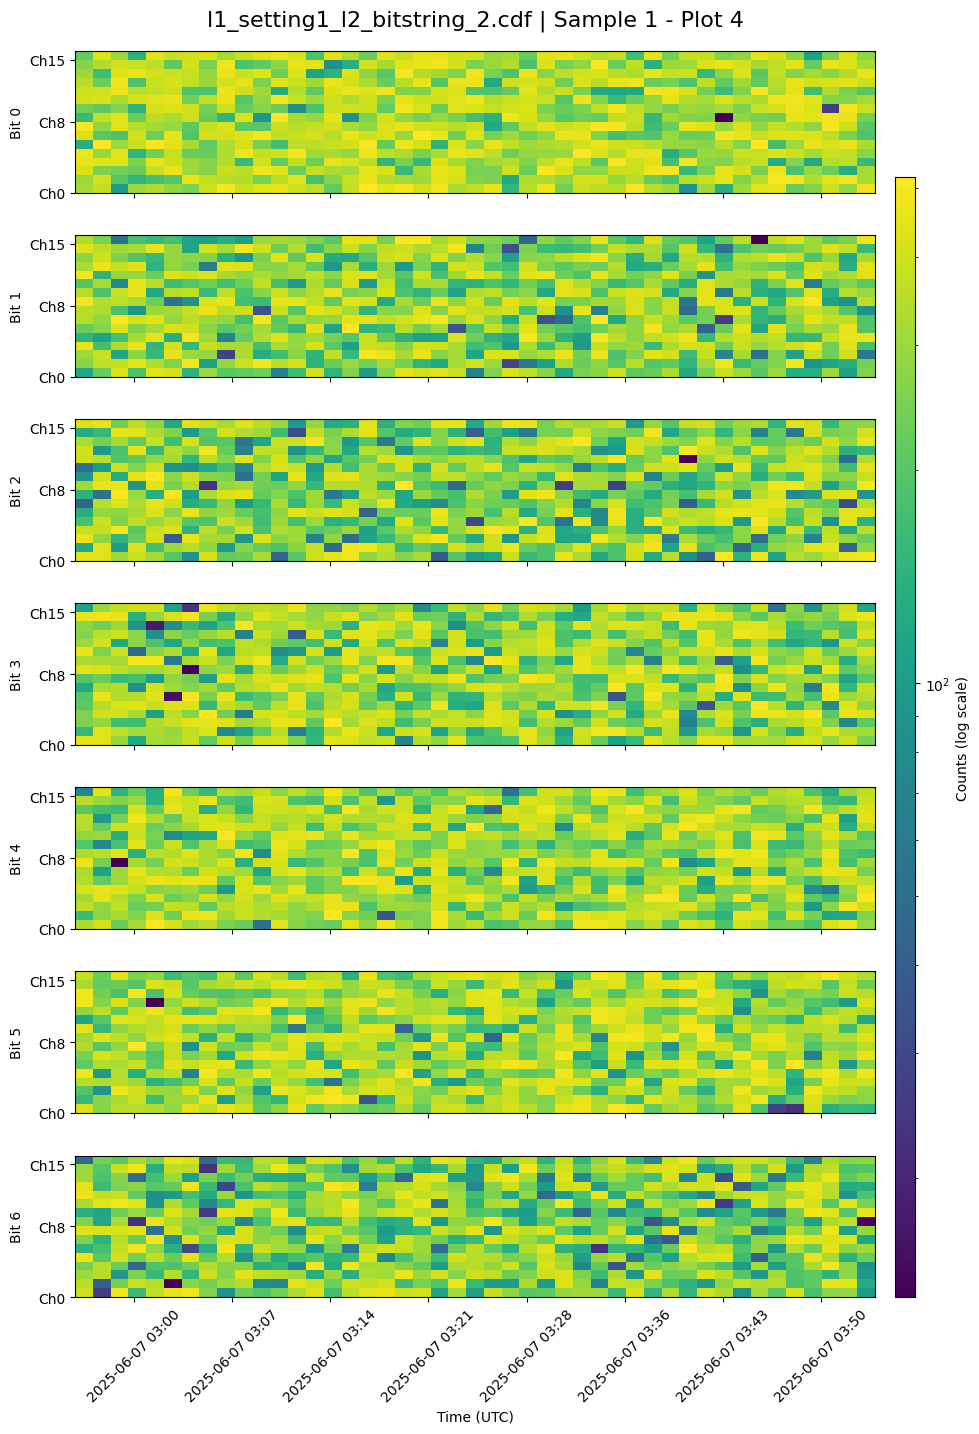 l1_setting1_l2_bitstring_2.cdf | Sample 1 - Plot 4
Ch15
Bit 0
Ch8
Ch0
Ch15
Bit 1
Ch8
Ch0
Ch15
Bit 2
Ch8
Ch0
Ch15
Bit 3
Ch8
Ch0
Ch15
Bit 4
Ch8
Ch0
Ch15
Bit 5
Ch8
Ch0
Ch15
Bit 6
Ch8
Ch0
10²
Counts (log scale)
2025-06-07 03:00
2025-06-07 03:07
2025-06-07 03:14
2025-06-07 03:21
2025-06-07 03:28
2025-06-07 03:36
2025-06-07 03:43
2025-06-07 03:50
Time (UTC)